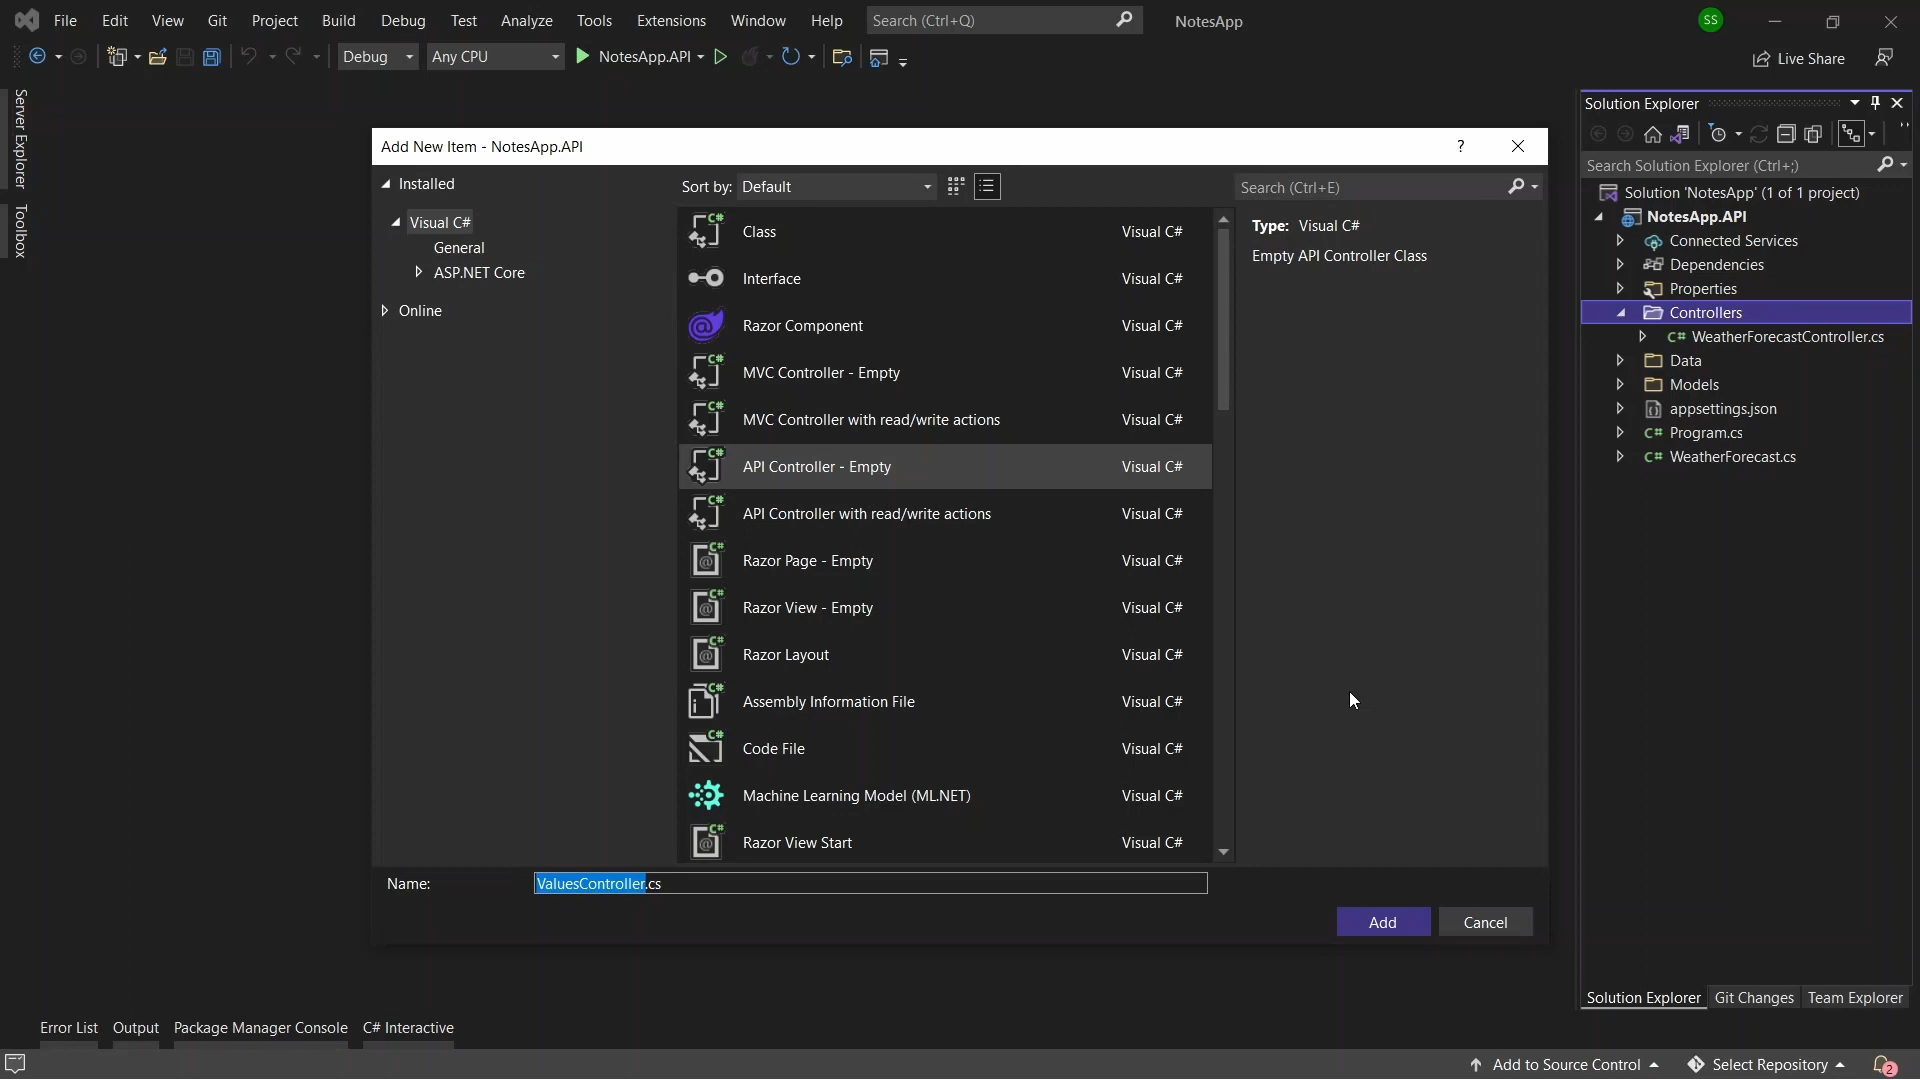 File Edit View Git Project Build Debug Test Analyze Tools Extensions Window Help Search (Ctrl+Q) NotesApp SS
Debug Any CPU NotesApp.API Live Share
Server Explorer
Toolbox
Add New Item - NotesApp.API ?
Installed
Visual C#
General
ASP.NET Core
Online
Sort by: Default
Search (Ctrl+E)
Class Visual C#
Interface Visual C#
Razor Component Visual C#
MVC Controller - Empty Visual C#
MVC Controller with read/write actions Visual C#
API Controller - Empty Visual C#
API Controller with read/write actions Visual C#
Razor Page - Empty Visual C#
Razor View - Empty Visual C#
Razor Layout Visual C#
Assembly Information File Visual C#
Code File Visual C#
Machine Learning Model (ML.NET) Visual C#
Razor View Start Visual C#
Type: Visual C#
Empty API Controller Class
Name: ValuesController.cs
Add Cancel
Solution Explorer
Search Solution Explorer (Ctrl+;)
Solution 'NotesApp' (1 of 1 project)
NotesApp.API
Connected Services
Dependencies
Properties
Controllers
C# WeatherForecastController.cs
Data
Models
appsettings.json
C# Program.cs
C# WeatherForecast.cs
Solution Explorer Git Changes Team Explorer
Error List Output Package Manager Console C# Interactive
Add to Source Control Select Repository 2